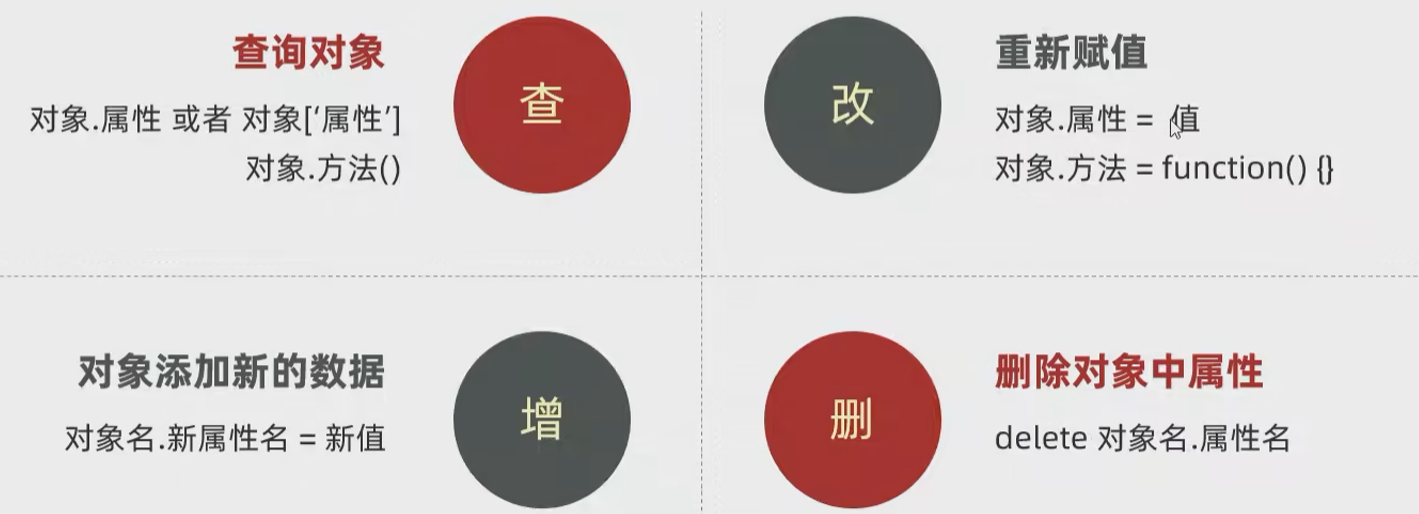 查询对象
对象.属性 或者 对象[‘属性’]
对象.方法()
查
改
重新赋值
对象.属性 = 值
对象.方法 = function() {}
对象添加新的数据
对象名.新属性名 = 新值
增
删
删除对象中属性
delete 对象名.属性名